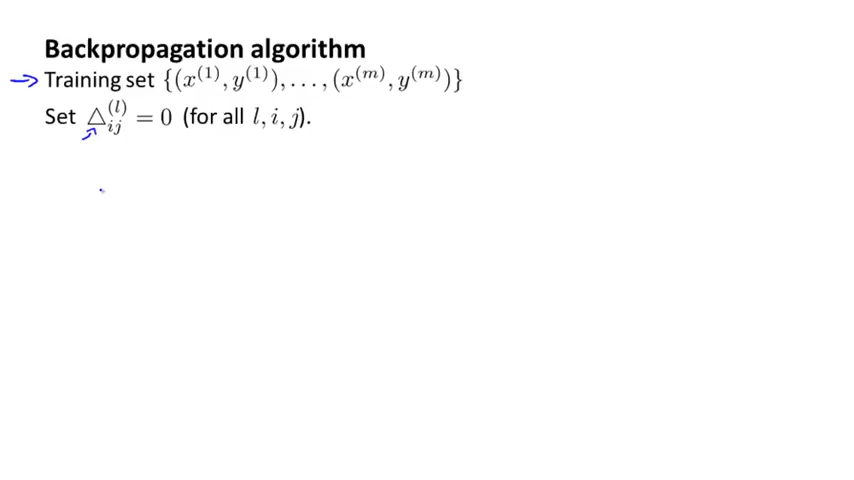 Backpropagation algorithm
Training set {(x^(1), y^(1)), . . . , (x^(m), y^(m))}
Set △_ij^(l) = 0 (for all l, i, j).